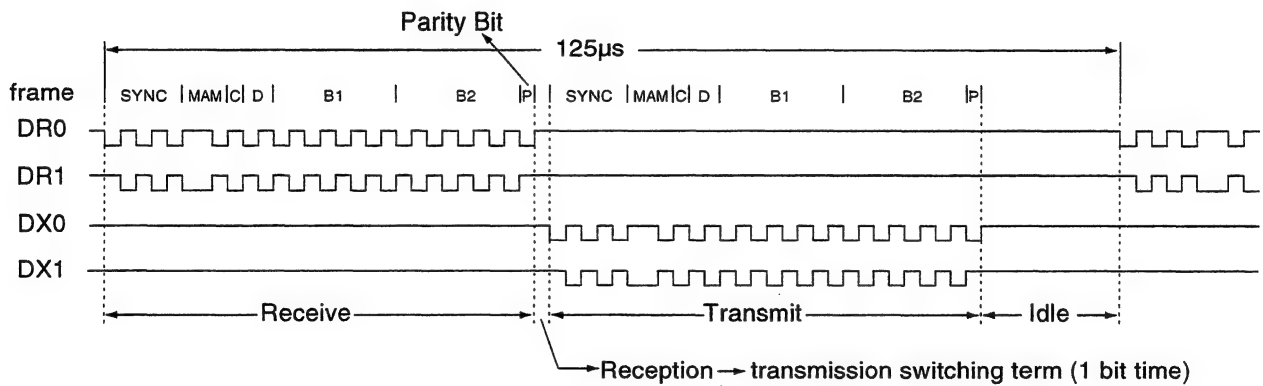 Parity Bit
125μs
frame SYNC MAM C D B1 B2 P SYNC MAM C D B1 B2 P
DR0
DR1
DX0
DX1
Receive Transmit Idle
Reception → transmission switching term (1 bit time)